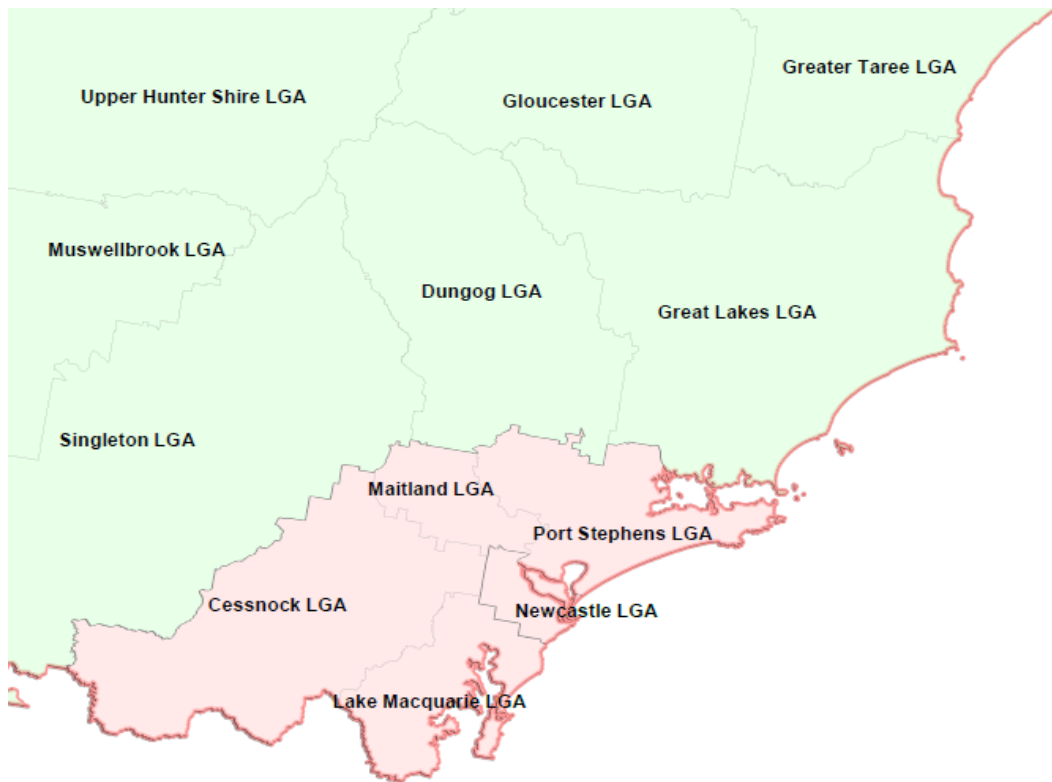 Greater Taree LGA
Upper Hunter Shire LGA
Gloucester LGA
Muswellbrook LGA
Dungog LGA
Great Lakes LGA
Singleton LGA
Maitland LGA
Port Stephens LGA
Cessnock LGA
Newcastle LGA
Lake Macquarie LGA